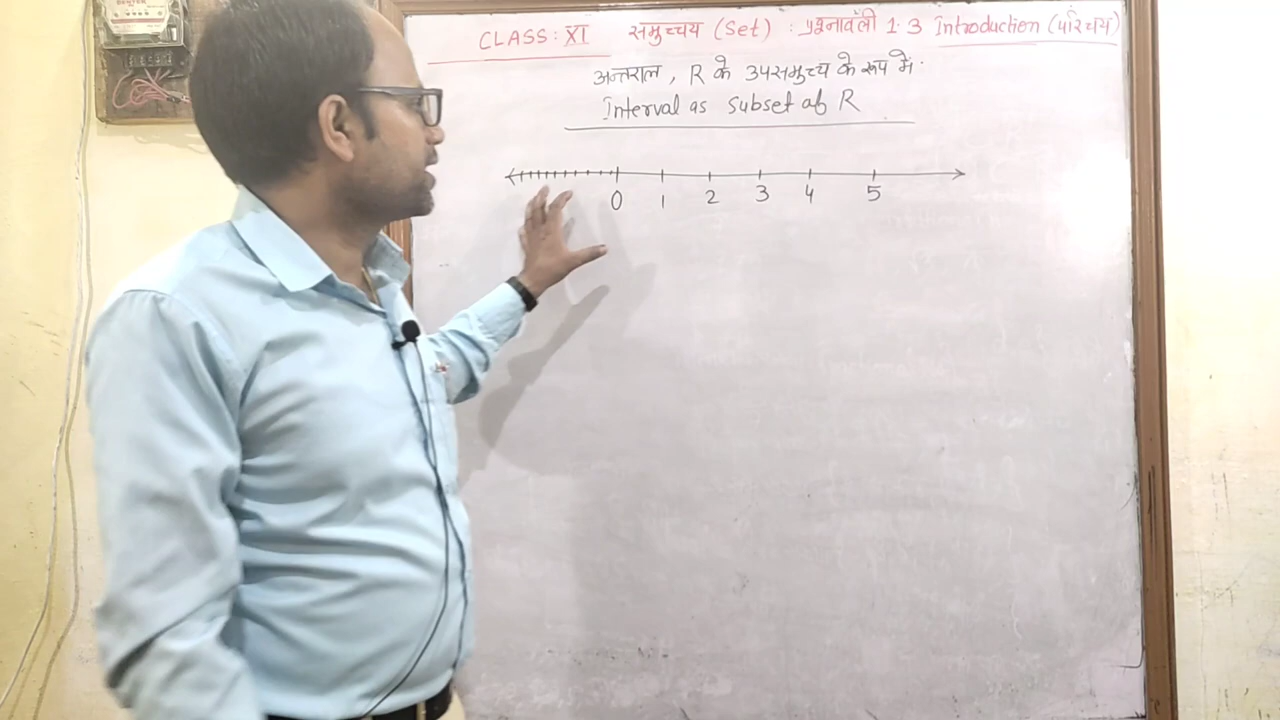 CLASS: XI समुच्चय (Set) : प्रश्नावली 1.3 Introduction (परिचय)
अन्तराल, R के उपसमुच्य के रूप में.
Interval as subset of R
0 1 2 3 4 5